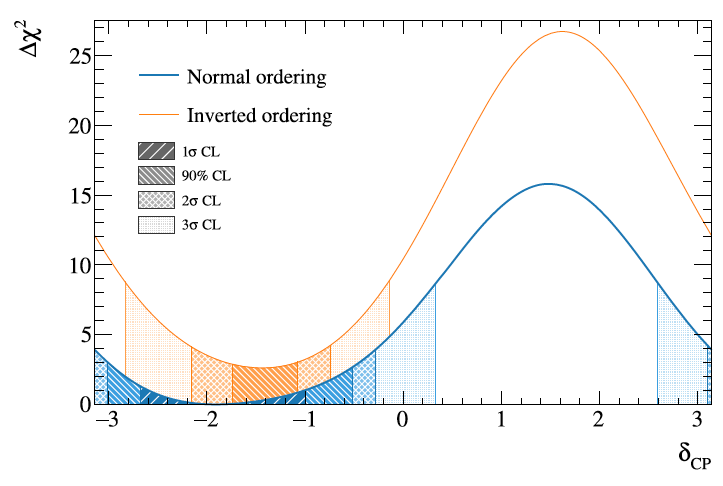 Δχ²
25
20
15
10
5
0
Normal ordering
Inverted ordering
1σ CL
90% CL
2σ CL
3σ CL
−3 −2 −1 0 1 2 3
δCP